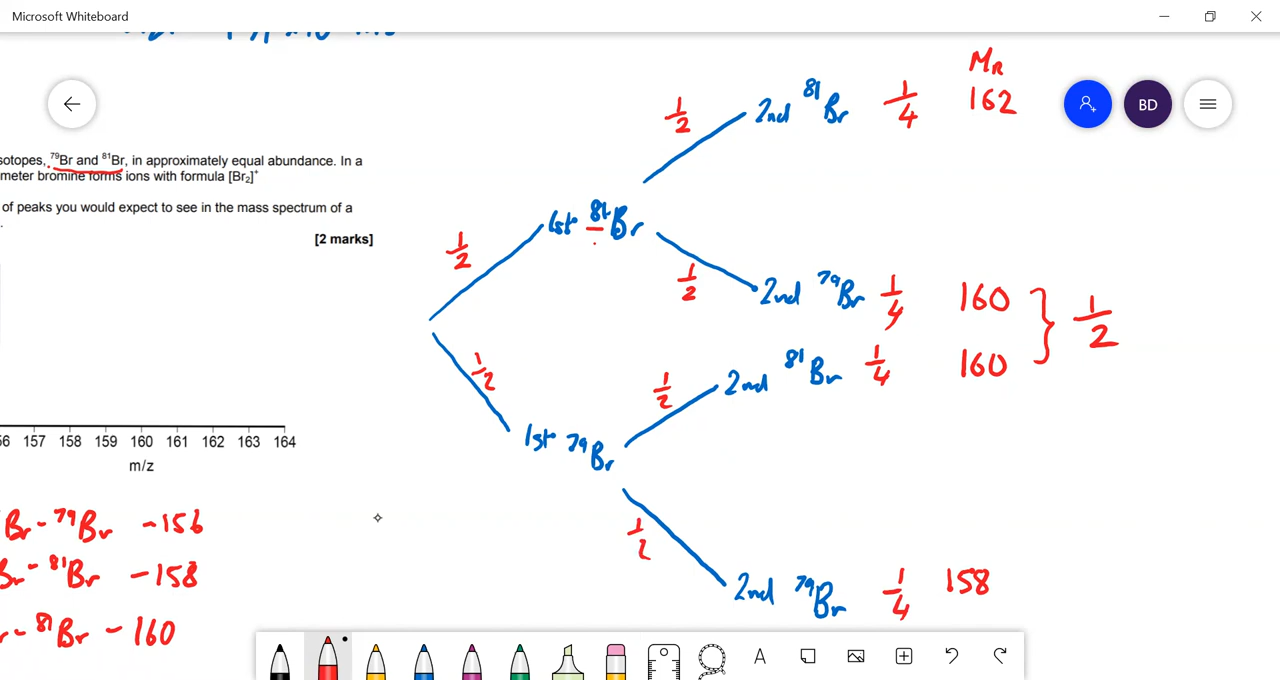 Microsoft Whiteboard
M_R
1/2
2nd ⁸¹Br 1/4 162
BD
sotopes, ⁷⁹Br and ⁸¹Br, in approximately equal abundance. In a
meter bromine forms ions with formula [Br₂]⁺
of peaks you would expect to see in the mass spectrum of a
.
[2 marks]
1st ⁸¹Br
1/2
1/2
2nd ⁷⁹Br 1/4 160
} 1/2
2nd ⁸¹Br 1/4 160
1/2
1/2
1st ⁷⁹Br
56 157 158 159 160 161 162 163 164
m/z
1/2
2nd ⁷⁹Br 1/4 158
Br - ⁷⁹Br - 156
Br - ⁸¹Br - 158
r - ⁸¹Br - 160
A